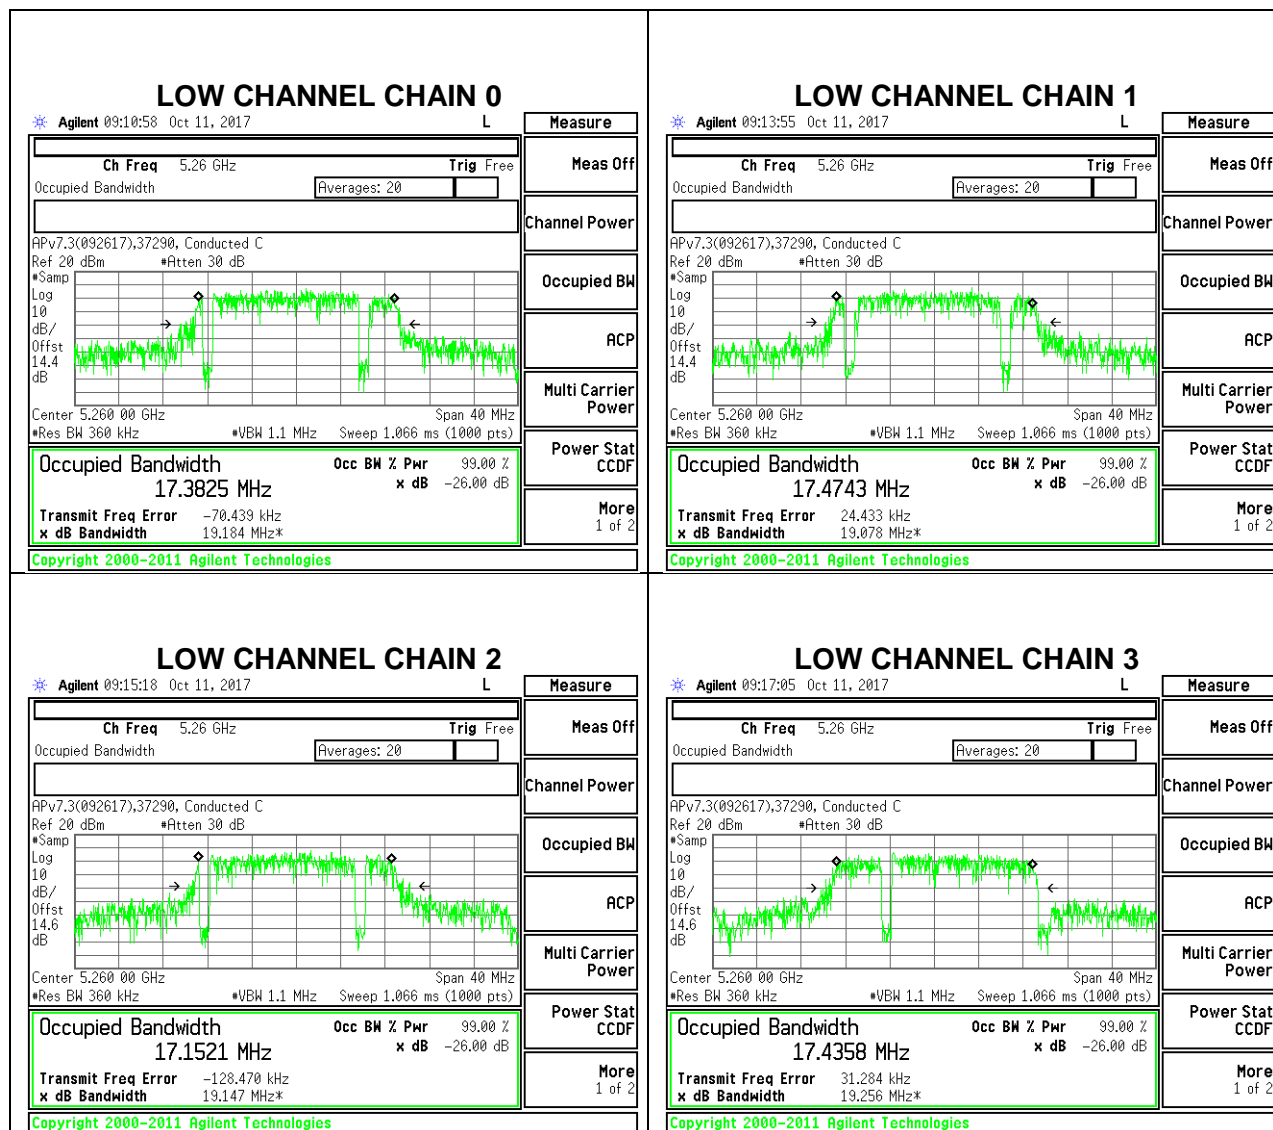 LOW CHANNEL CHAIN 0
Agilent 09:10:58 Oct 11, 2017 L
Measure
Ch Freq 5.26 GHz Trig Free
Meas Off
Occupied Bandwidth Averages: 20
Channel Power
APv7.3(092617),37290, Conducted C
Ref 20 dBm #Atten 30 dB
#Samp
Log
10
dB/
Offst
14.4
dB
Occupied BW
ACP
Multi Carrier
Power
Center 5.260 00 GHz Span 40 MHz
#Res BW 360 kHz #VBW 1.1 MHz Sweep 1.066 ms (1000 pts)
Power Stat
CCDF
Occupied Bandwidth Occ BW % Pwr 99.00 %
17.3825 MHz x dB -26.00 dB
More
1 of 2
Transmit Freq Error -70.439 kHz
x dB Bandwidth 19.184 MHz*
Copyright 2000-2011 Agilent Technologies
LOW CHANNEL CHAIN 1
Agilent 09:13:55 Oct 11, 2017 L
Measure
Ch Freq 5.26 GHz Trig Free
Meas Off
Occupied Bandwidth Averages: 20
Channel Power
APv7.3(092617),37290, Conducted C
Ref 20 dBm #Atten 30 dB
#Samp
Log
10
dB/
Offst
14.4
dB
Occupied BW
ACP
Multi Carrier
Power
Center 5.260 00 GHz Span 40 MHz
#Res BW 360 kHz #VBW 1.1 MHz Sweep 1.066 ms (1000 pts)
Power Stat
CCDF
Occupied Bandwidth Occ BW % Pwr 99.00 %
17.4743 MHz x dB -26.00 dB
More
1 of 2
Transmit Freq Error 24.433 kHz
x dB Bandwidth 19.078 MHz*
Copyright 2000-2011 Agilent Technologies
LOW CHANNEL CHAIN 2
Agilent 09:15:18 Oct 11, 2017 L
Measure
Ch Freq 5.26 GHz Trig Free
Meas Off
Occupied Bandwidth Averages: 20
Channel Power
APv7.3(092617),37290, Conducted C
Ref 20 dBm #Atten 30 dB
#Samp
Log
10
dB/
Offst
14.6
dB
Occupied BW
ACP
Multi Carrier
Power
Center 5.260 00 GHz Span 40 MHz
#Res BW 360 kHz #VBW 1.1 MHz Sweep 1.066 ms (1000 pts)
Power Stat
CCDF
Occupied Bandwidth Occ BW % Pwr 99.00 %
17.1521 MHz x dB -26.00 dB
More
1 of 2
Transmit Freq Error -128.470 kHz
x dB Bandwidth 19.147 MHz*
Copyright 2000-2011 Agilent Technologies
LOW CHANNEL CHAIN 3
Agilent 09:17:05 Oct 11, 2017 L
Measure
Ch Freq 5.26 GHz Trig Free
Meas Off
Occupied Bandwidth Averages: 20
Channel Power
APv7.3(092617),37290, Conducted C
Ref 20 dBm #Atten 30 dB
#Samp
Log
10
dB/
Offst
14.6
dB
Occupied BW
ACP
Multi Carrier
Power
Center 5.260 00 GHz Span 40 MHz
#Res BW 360 kHz #VBW 1.1 MHz Sweep 1.066 ms (1000 pts)
Power Stat
CCDF
Occupied Bandwidth Occ BW % Pwr 99.00 %
17.4358 MHz x dB -26.00 dB
More
1 of 2
Transmit Freq Error 31.284 kHz
x dB Bandwidth 19.256 MHz*
Copyright 2000-2011 Agilent Technologies